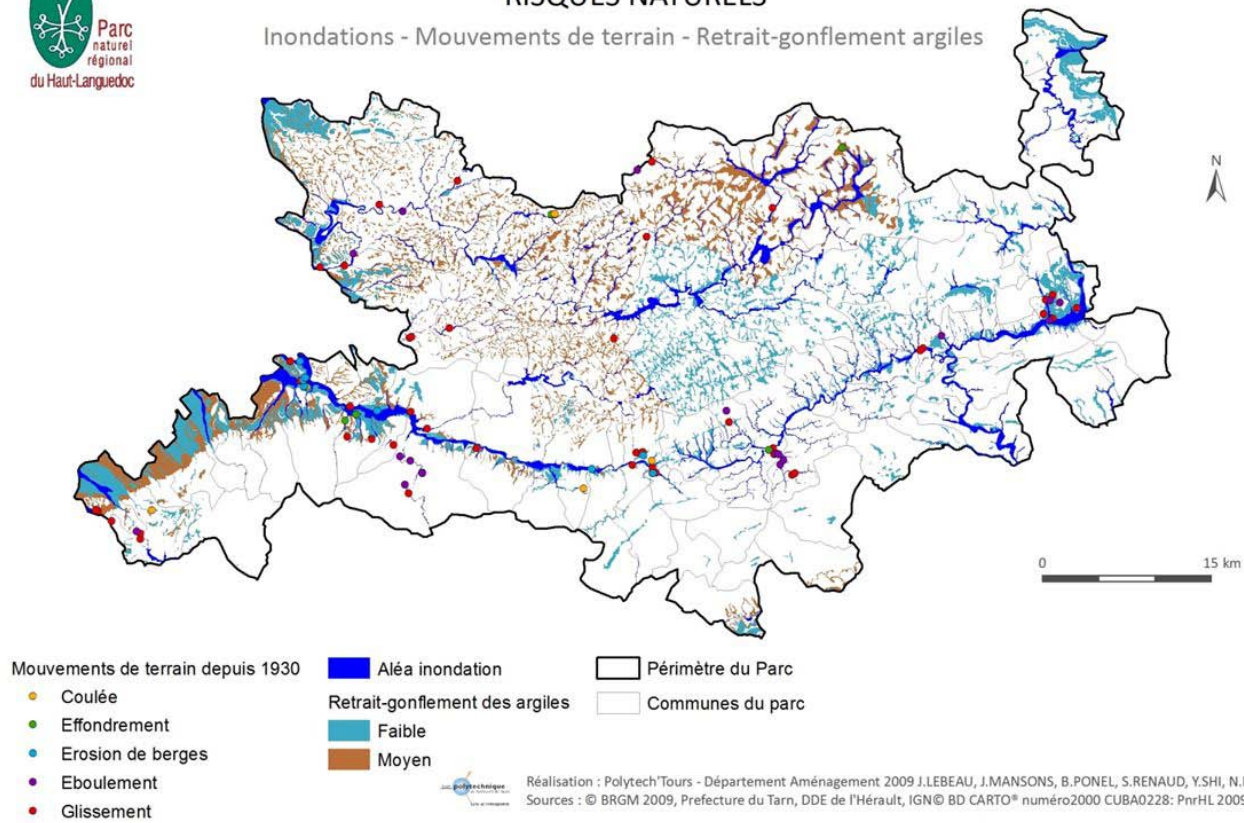 RISQUES NATURELS
Inondations - Mouvements de terrain - Retrait-gonflement argiles
Parc
naturel
régional
du Haut-Languedoc
N
0 15 km
Mouvements de terrain depuis 1930
Coulée
Effondrement
Erosion de berges
Eboulement
Glissement
Aléa inondation
Retrait-gonflement des argiles
Faible
Moyen
Périmètre du Parc
Communes du parc
polytechnique
Réalisation : Polytech'Tours - Département Aménagement 2009 J.LEBEAU, J.MANSONS, B.PONEL, S.RENAUD, Y.SHI, N.
Sources : © BRGM 2009, Prefecture du Tarn, DDE de l'Hérault, IGN© BD CARTO® numéro2000 CUBA0228: PnrHL 2009